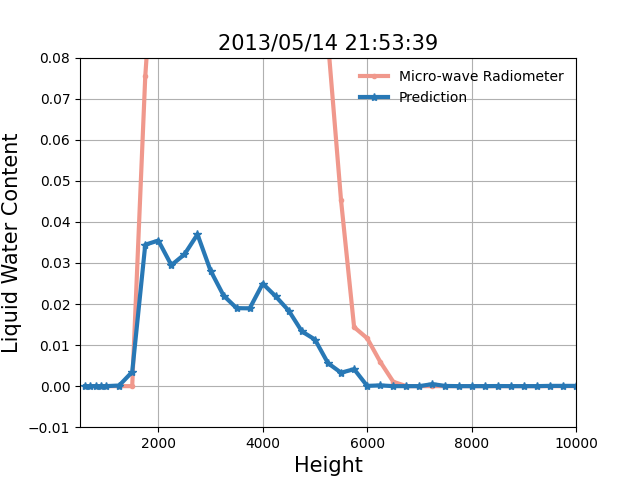 2013/05/14 21:53:39
0.08
0.07
0.06
0.05
0.04
0.03
0.02
0.01
0.00
−0.01
Liquid Water Content
Micro-wave Radiometer
Prediction
2000 4000 6000 8000 10000
Height